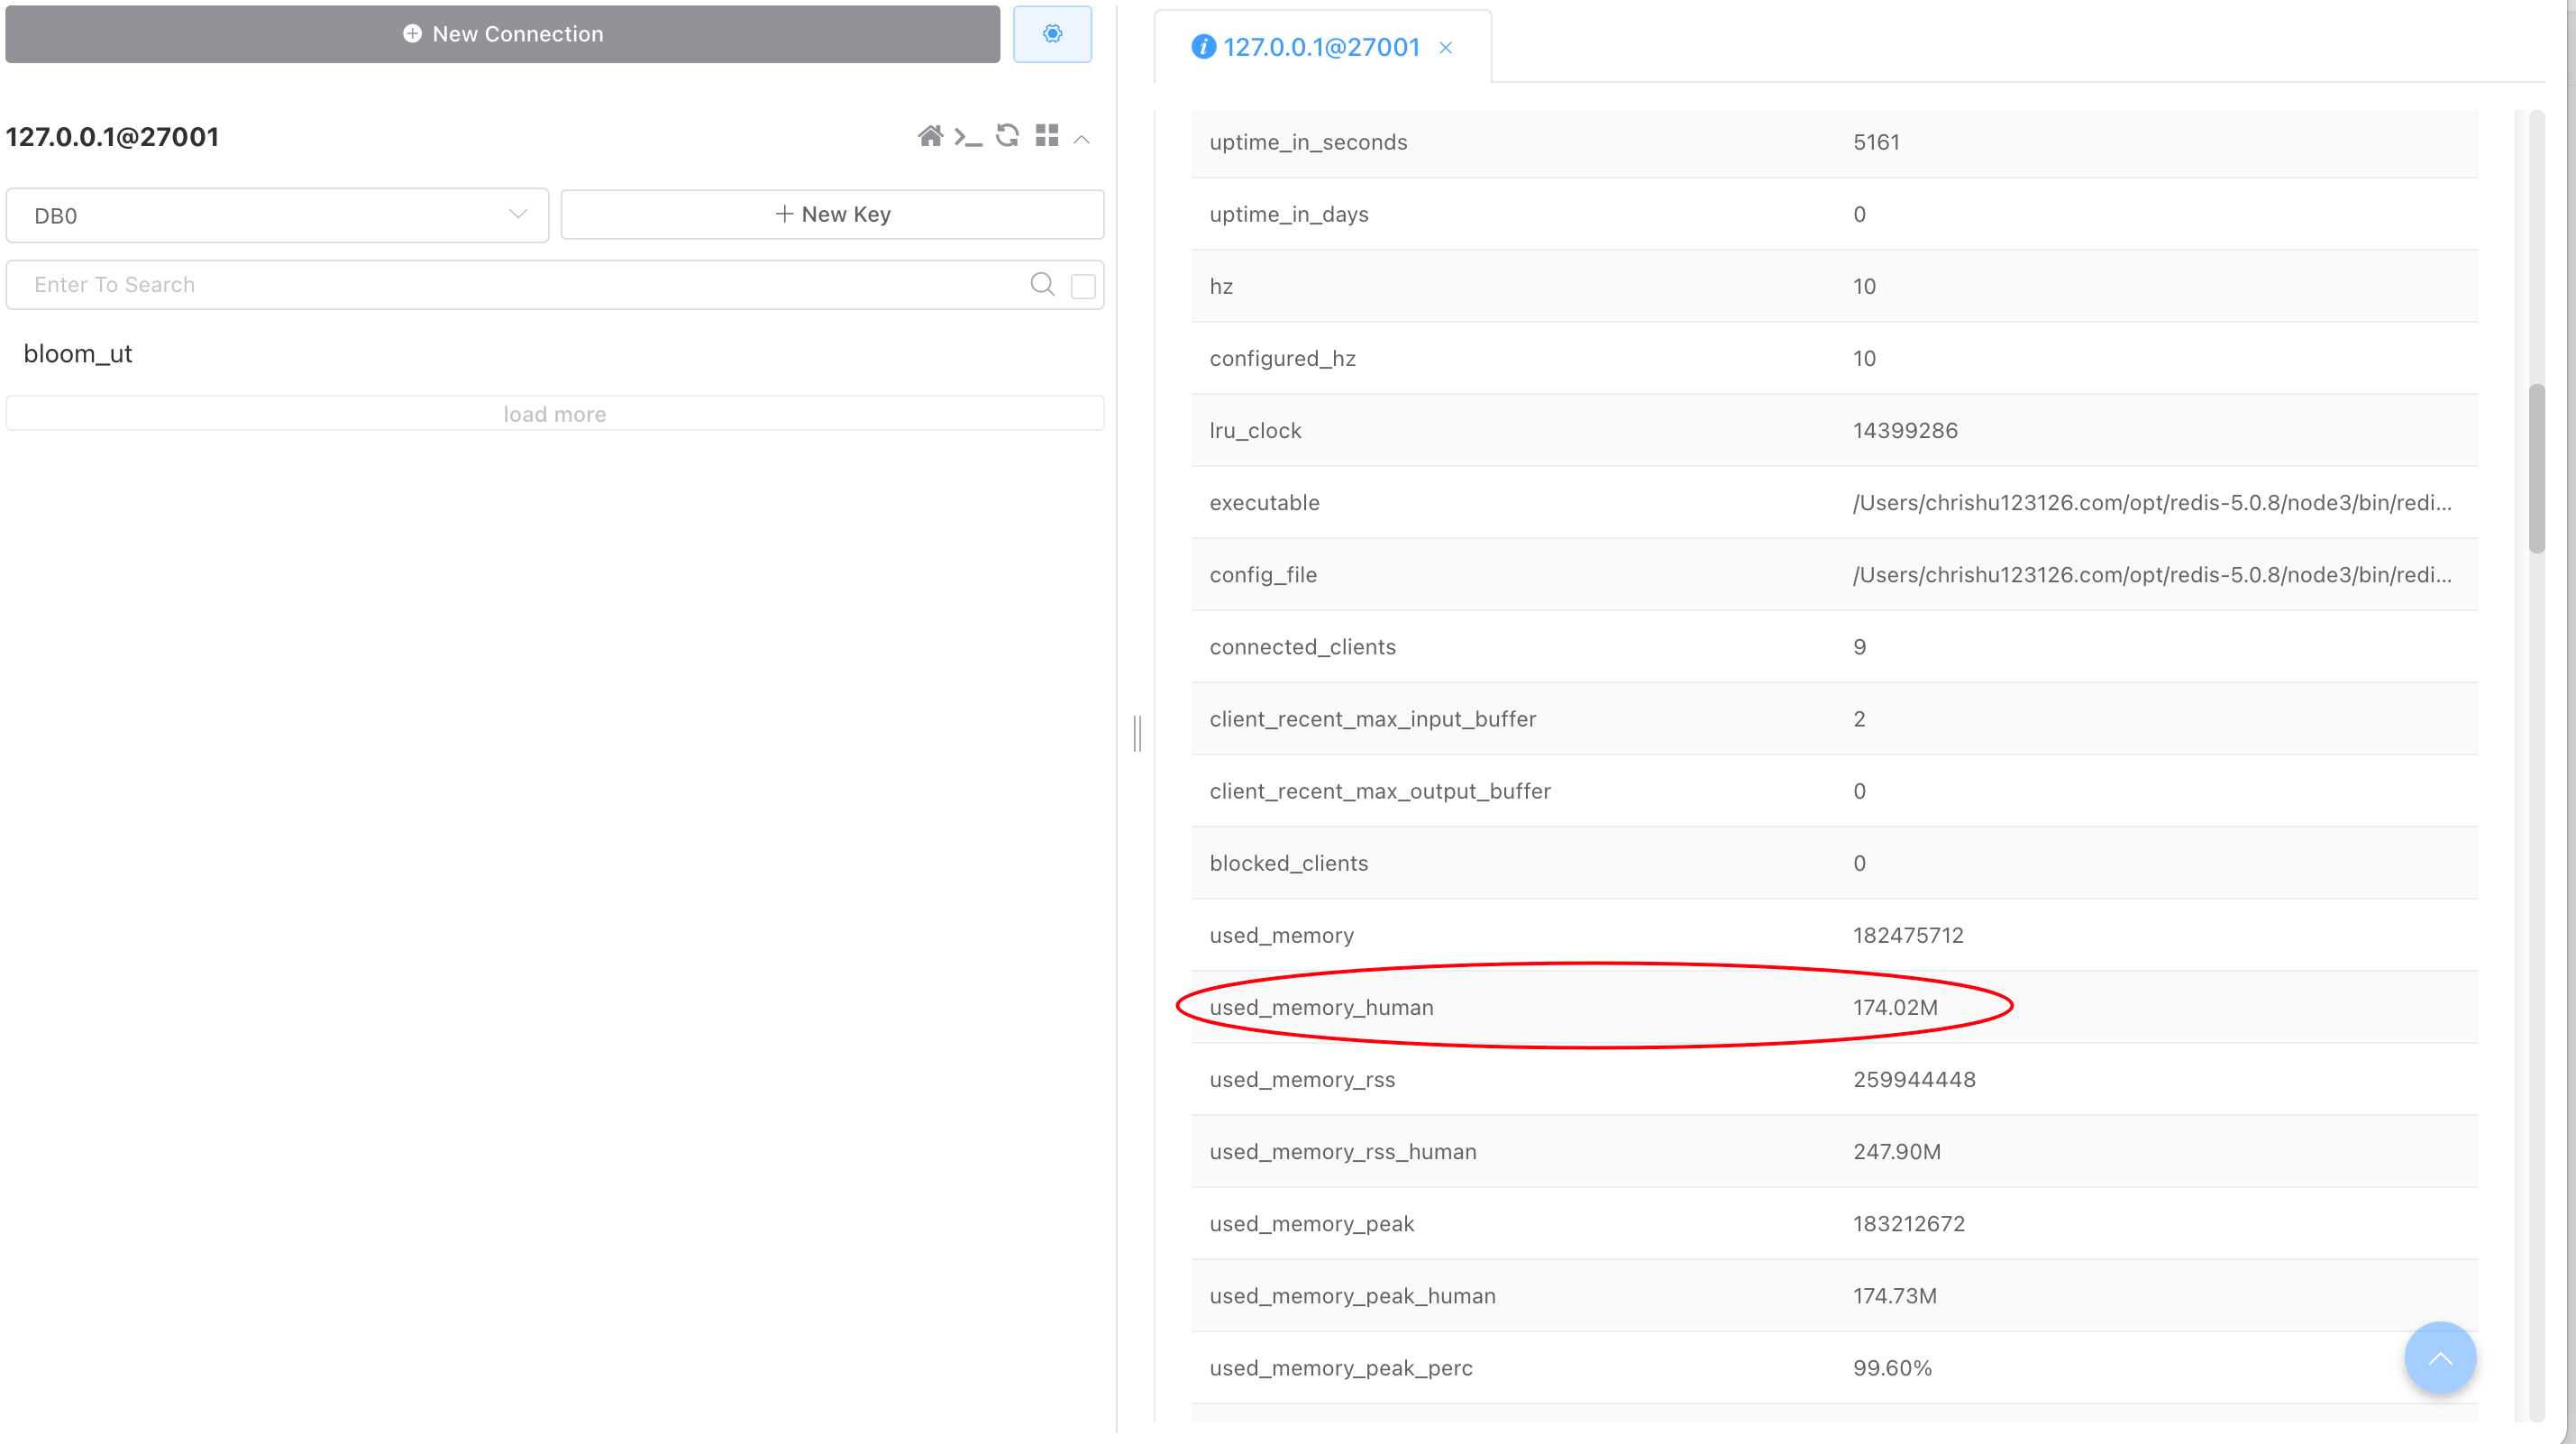 New Connection
127.0.0.1@27001
DB0
New Key
Enter To Search
bloom_ut
load more
127.0.0.1@27001
uptime_in_seconds 5161
uptime_in_days 0
hz 10
configured_hz 10
lru_clock 14399286
executable /Users/chrishu123126.com/opt/redis-5.0.8/node3/bin/redi...
config_file /Users/chrishu123126.com/opt/redis-5.0.8/node3/bin/redi...
connected_clients 9
client_recent_max_input_buffer 2
client_recent_max_output_buffer 0
blocked_clients 0
used_memory 182475712
used_memory_human 174.02M
used_memory_rss 259944448
used_memory_rss_human 247.90M
used_memory_peak 183212672
used_memory_peak_human 174.73M
used_memory_peak_perc 99.60%